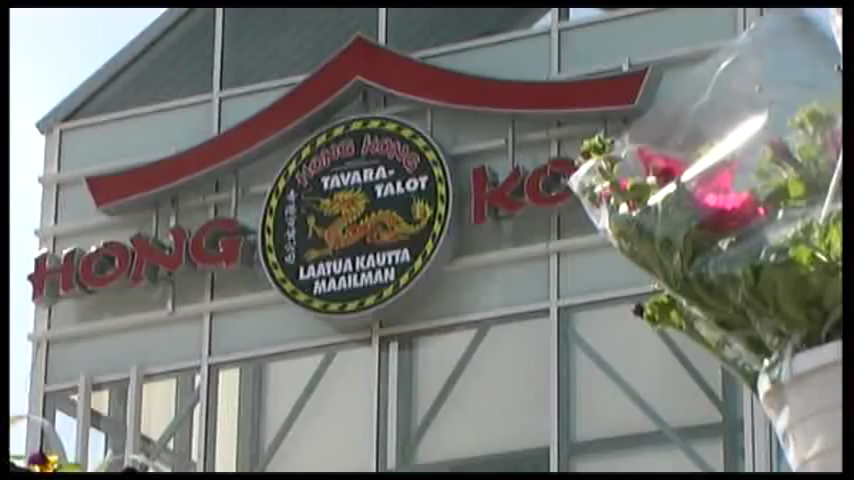 HONG KO
HONG KONG
TAVARA-
TALOT
LAATUA KAUTTA
MAAILMAN